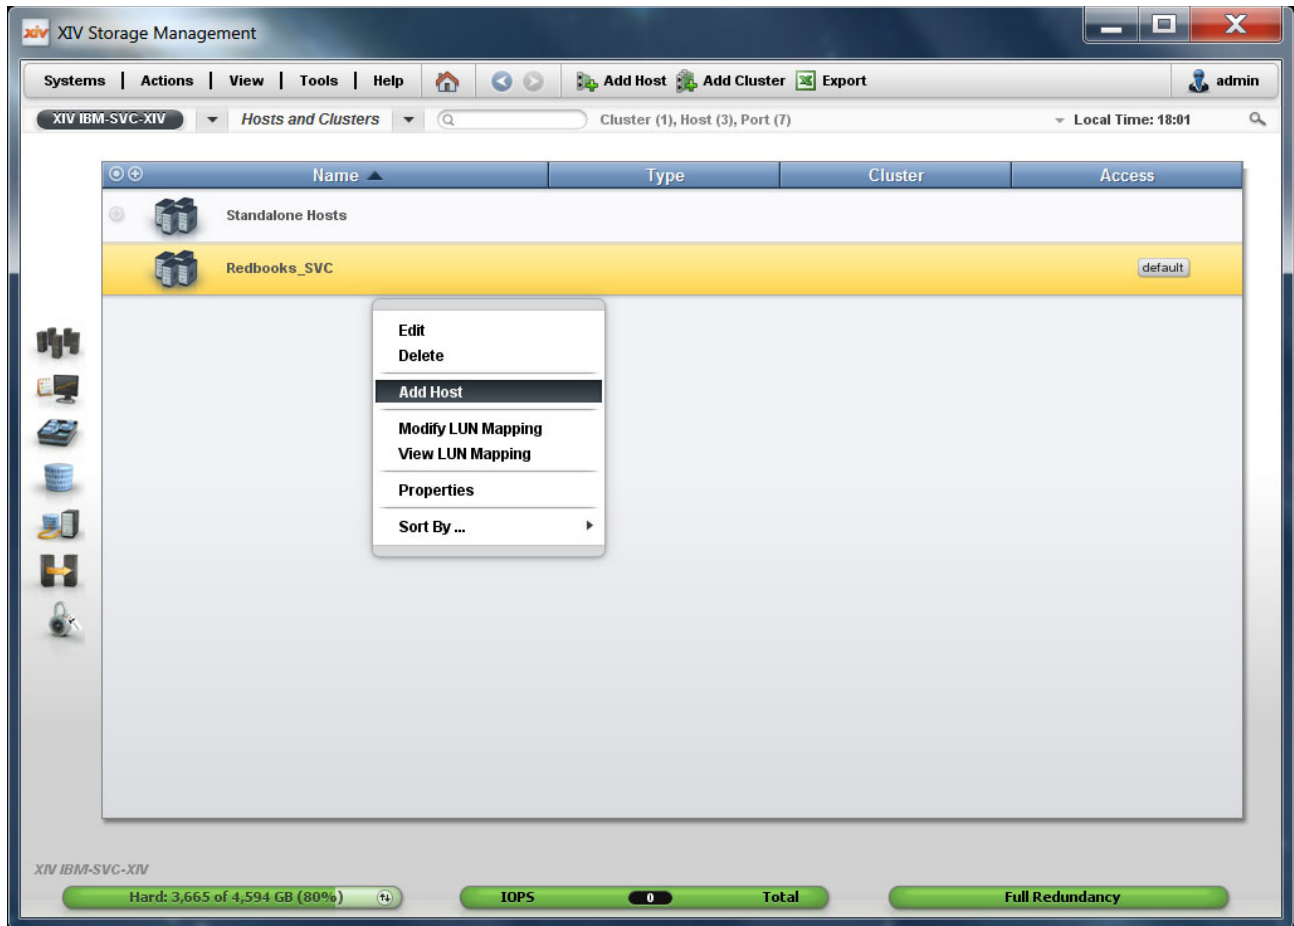 xiv XIV Storage Management
Systems | Actions | View | Tools | Help Add Host Add Cluster Export admin
XIV IBM-SVC-XIV Hosts and Clusters Cluster (1), Host (3), Port (7) Local Time: 18:01
Name Type Cluster Access
Standalone Hosts
Redbooks_SVC default
Edit
Delete
Add Host
Modify LUN Mapping
View LUN Mapping
Properties
Sort By ...
XIV IBM-SVC-XIV
Hard: 3,665 of 4,594 GB (80%) IOPS 0 Total Full Redundancy